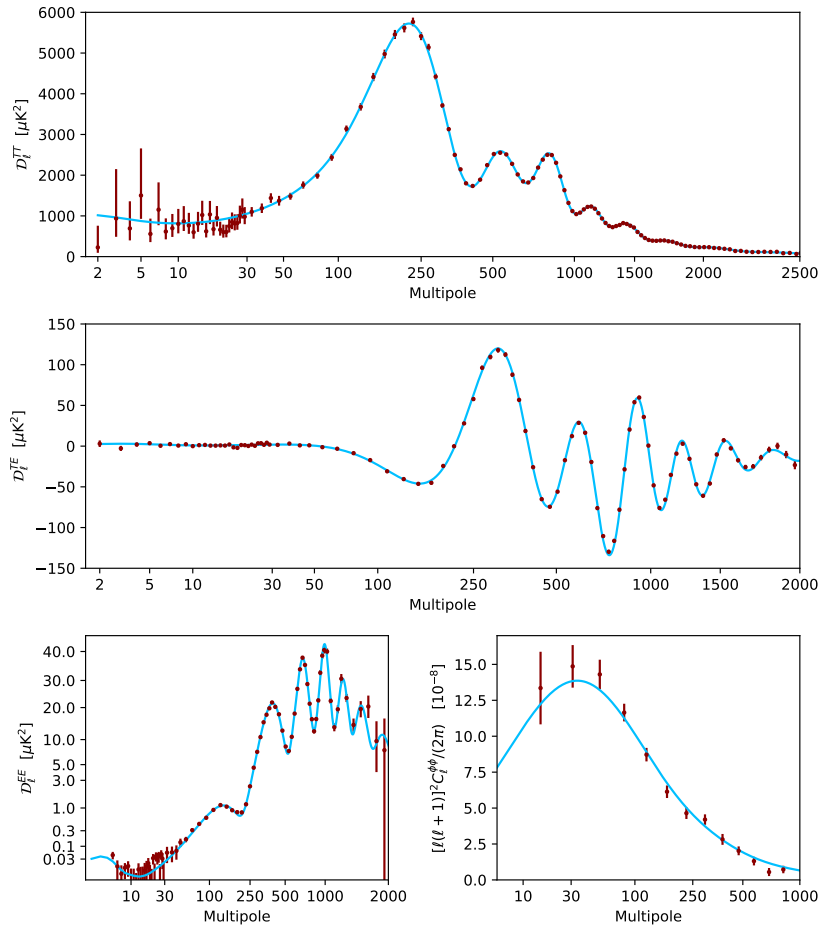 6000
5000
4000
3000
2000
1000
0
𝒟ℓ^TT [μK²]
2 5 10 30 50 100 250 500 1000 1500 2000 2500
Multipole
150
100
50
0
−50
−100
−150
𝒟ℓ^TE [μK²]
2 5 10 30 50 100 250 500 1000 1500 2000
Multipole
40.0
30.0
20.0
10.0
5.0
3.0
1.0
0.3
0.1
0.03
𝒟ℓ^EE [μK²]
10 30 100 250 500 1000 2000
Multipole
15.0
12.5
10.0
7.5
5.0
2.5
0.0
[ℓ(ℓ + 1)]²Cℓ^ϕϕ/(2π) [10⁻⁸]
10 30 100 250 500 1000
Multipole